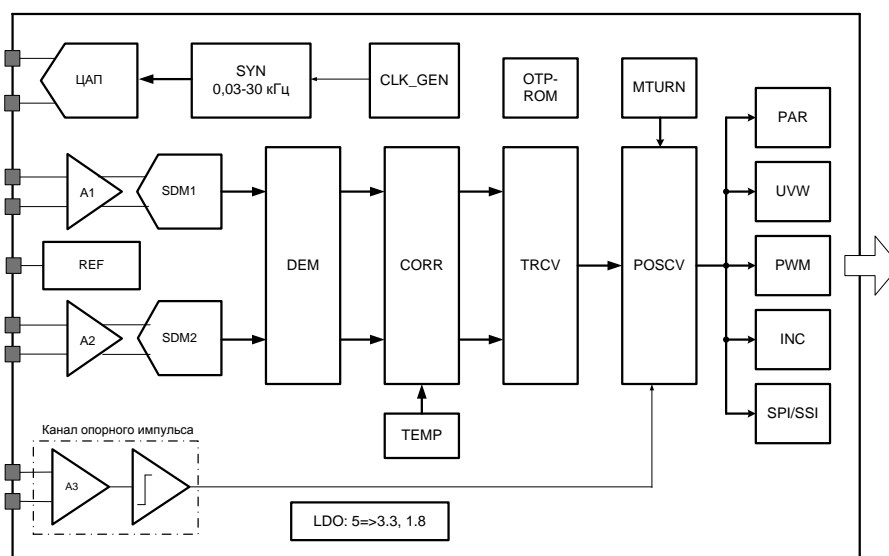 ЦАП
SYN
0,03-30 кГц
CLK_GEN
OTP-
ROM
MTURN
PAR
A1
SDM1
UVW
REF
DEM
CORR
TRCV
POSCV
PWM
A2
SDM2
INC
TEMP
SPI/SSI
Канал опорного импульса
A3
LDO: 5=>3.3, 1.8